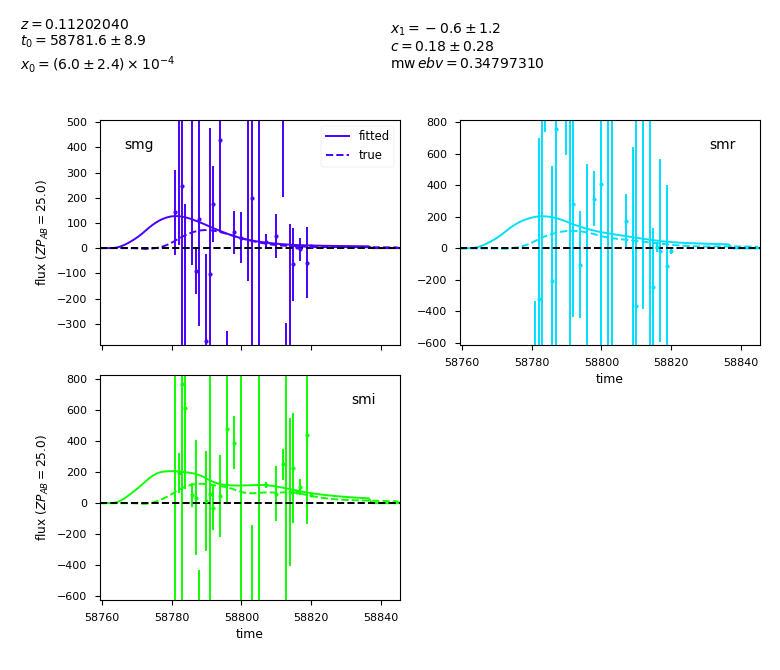 z = 0.11202040
t₀ = 58781.6 ± 8.9
x₀ = (6.0 ± 2.4) × 10⁻⁴
x₁ = −0.6 ± 1.2
c = 0.18 ± 0.28
mw ebv = 0.34797310
smg
fitted
true
500
400
300
200
100
0
−100
−200
−300
flux (ZP_AB = 25.0)
smr
800
600
400
200
0
−200
−400
−600
58760 58780 58800 58820 58840
time
smi
800
600
400
200
0
−200
−400
−600
flux (ZP_AB = 25.0)
58760 58780 58800 58820 58840
time